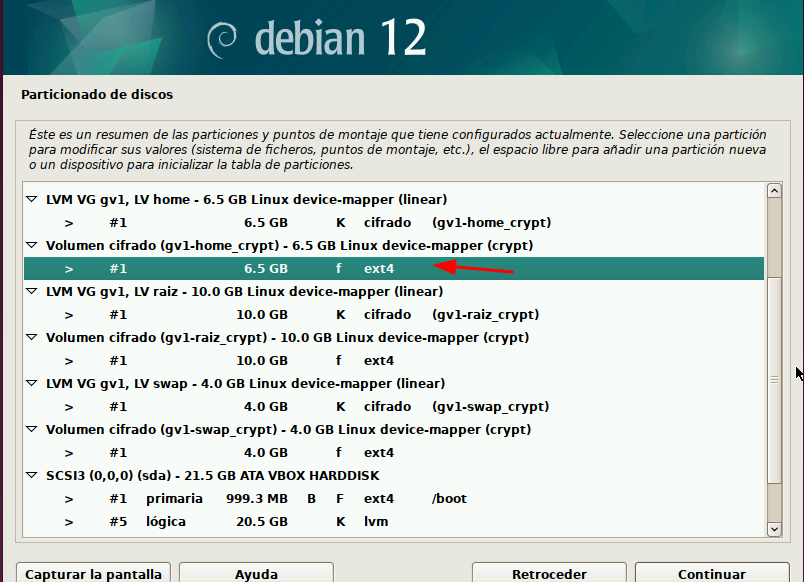 debian 12
Particionado de discos
Éste es un resumen de las particiones y puntos de montaje que tiene configurados actualmente. Seleccione una partición
para modificar sus valores (sistema de ficheros, puntos de montaje, etc.), el espacio libre para añadir una partición nueva
o un dispositivo para inicializar la tabla de particiones.
LVM VG gv1, LV home - 6.5 GB Linux device-mapper (linear)
> #1 6.5 GB K cifrado (gv1-home_crypt)
Volumen cifrado (gv1-home_crypt) - 6.5 GB Linux device-mapper (crypt)
> #1 6.5 GB f ext4
LVM VG gv1, LV raiz - 10.0 GB Linux device-mapper (linear)
> #1 10.0 GB K cifrado (gv1-raiz_crypt)
Volumen cifrado (gv1-raiz_crypt) - 10.0 GB Linux device-mapper (crypt)
> #1 10.0 GB f ext4
LVM VG gv1, LV swap - 4.0 GB Linux device-mapper (linear)
> #1 4.0 GB K cifrado (gv1-swap_crypt)
Volumen cifrado (gv1-swap_crypt) - 4.0 GB Linux device-mapper (crypt)
> #1 4.0 GB f ext4
SCSI3 (0,0,0) (sda) - 21.5 GB ATA VBOX HARDDISK
> #1 primaria 999.3 MB B F ext4 /boot
> #5 lógica 20.5 GB K lvm
Capturar la pantalla Ayuda Retroceder Continuar